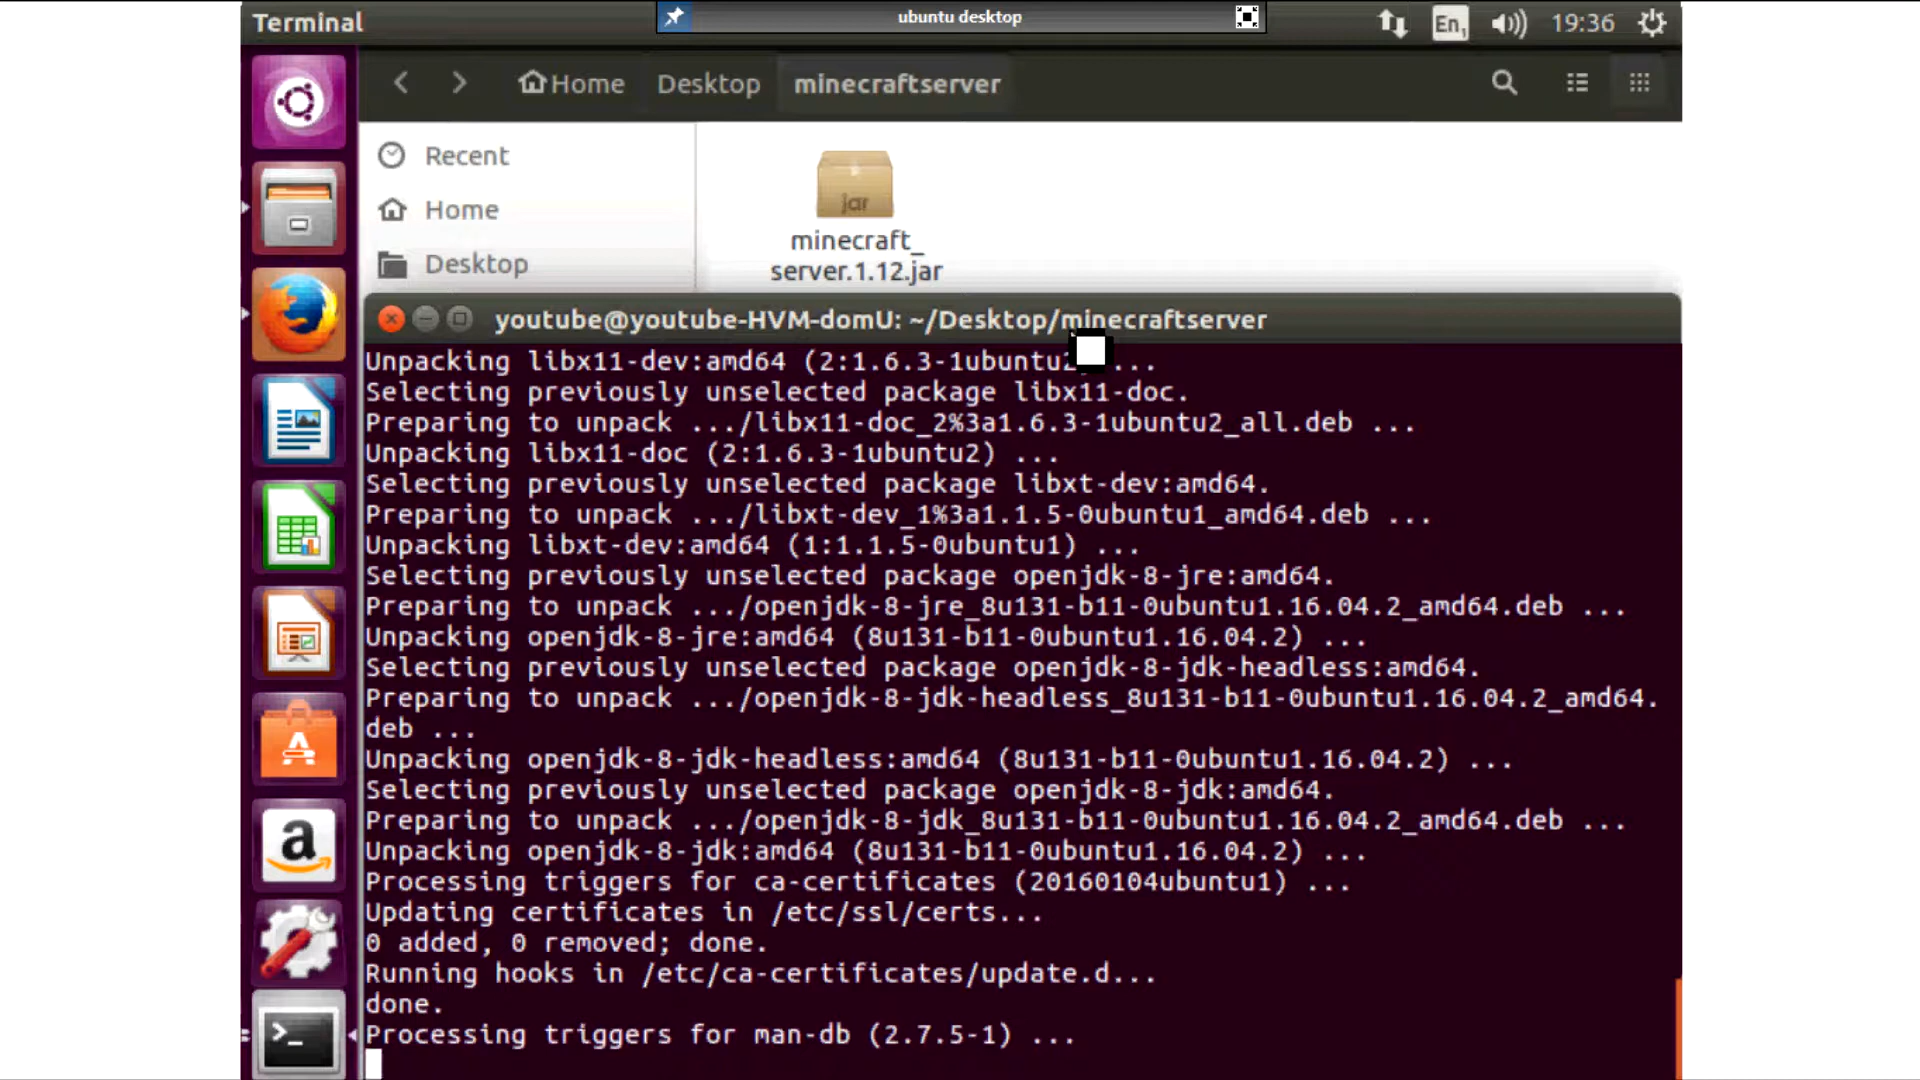 Terminal
ubuntu desktop
En1
19:36
Home
Desktop
minecraftserver
Recent
Home
Desktop
jar
minecraft_
server.1.12.jar
youtube@youtube-HVM-domU: ~/Desktop/minecraftserver
Unpacking libx11-dev:amd64 (2:1.6.3-1ubuntu2 ...
Selecting previously unselected package libx11-doc.
Preparing to unpack .../libx11-doc_2%3a1.6.3-1ubuntu2_all.deb ...
Unpacking libx11-doc (2:1.6.3-1ubuntu2) ...
Selecting previously unselected package libxt-dev:amd64.
Preparing to unpack .../libxt-dev_1%3a1.1.5-0ubuntu1_amd64.deb ...
Unpacking libxt-dev:amd64 (1:1.1.5-0ubuntu1) ...
Selecting previously unselected package openjdk-8-jre:amd64.
Preparing to unpack .../openjdk-8-jre_8u131-b11-0ubuntu1.16.04.2_amd64.deb ...
Unpacking openjdk-8-jre:amd64 (8u131-b11-0ubuntu1.16.04.2) ...
Selecting previously unselected package openjdk-8-jdk-headless:amd64.
Preparing to unpack .../openjdk-8-jdk-headless_8u131-b11-0ubuntu1.16.04.2_amd64.
deb ...
Unpacking openjdk-8-jdk-headless:amd64 (8u131-b11-0ubuntu1.16.04.2) ...
Selecting previously unselected package openjdk-8-jdk:amd64.
Preparing to unpack .../openjdk-8-jdk_8u131-b11-0ubuntu1.16.04.2_amd64.deb ...
Unpacking openjdk-8-jdk:amd64 (8u131-b11-0ubuntu1.16.04.2) ...
Processing triggers for ca-certificates (20160104ubuntu1) ...
Updating certificates in /etc/ssl/certs...
0 added, 0 removed; done.
Running hooks in /etc/ca-certificates/update.d...
done.
Processing triggers for man-db (2.7.5-1) ...
a
>_